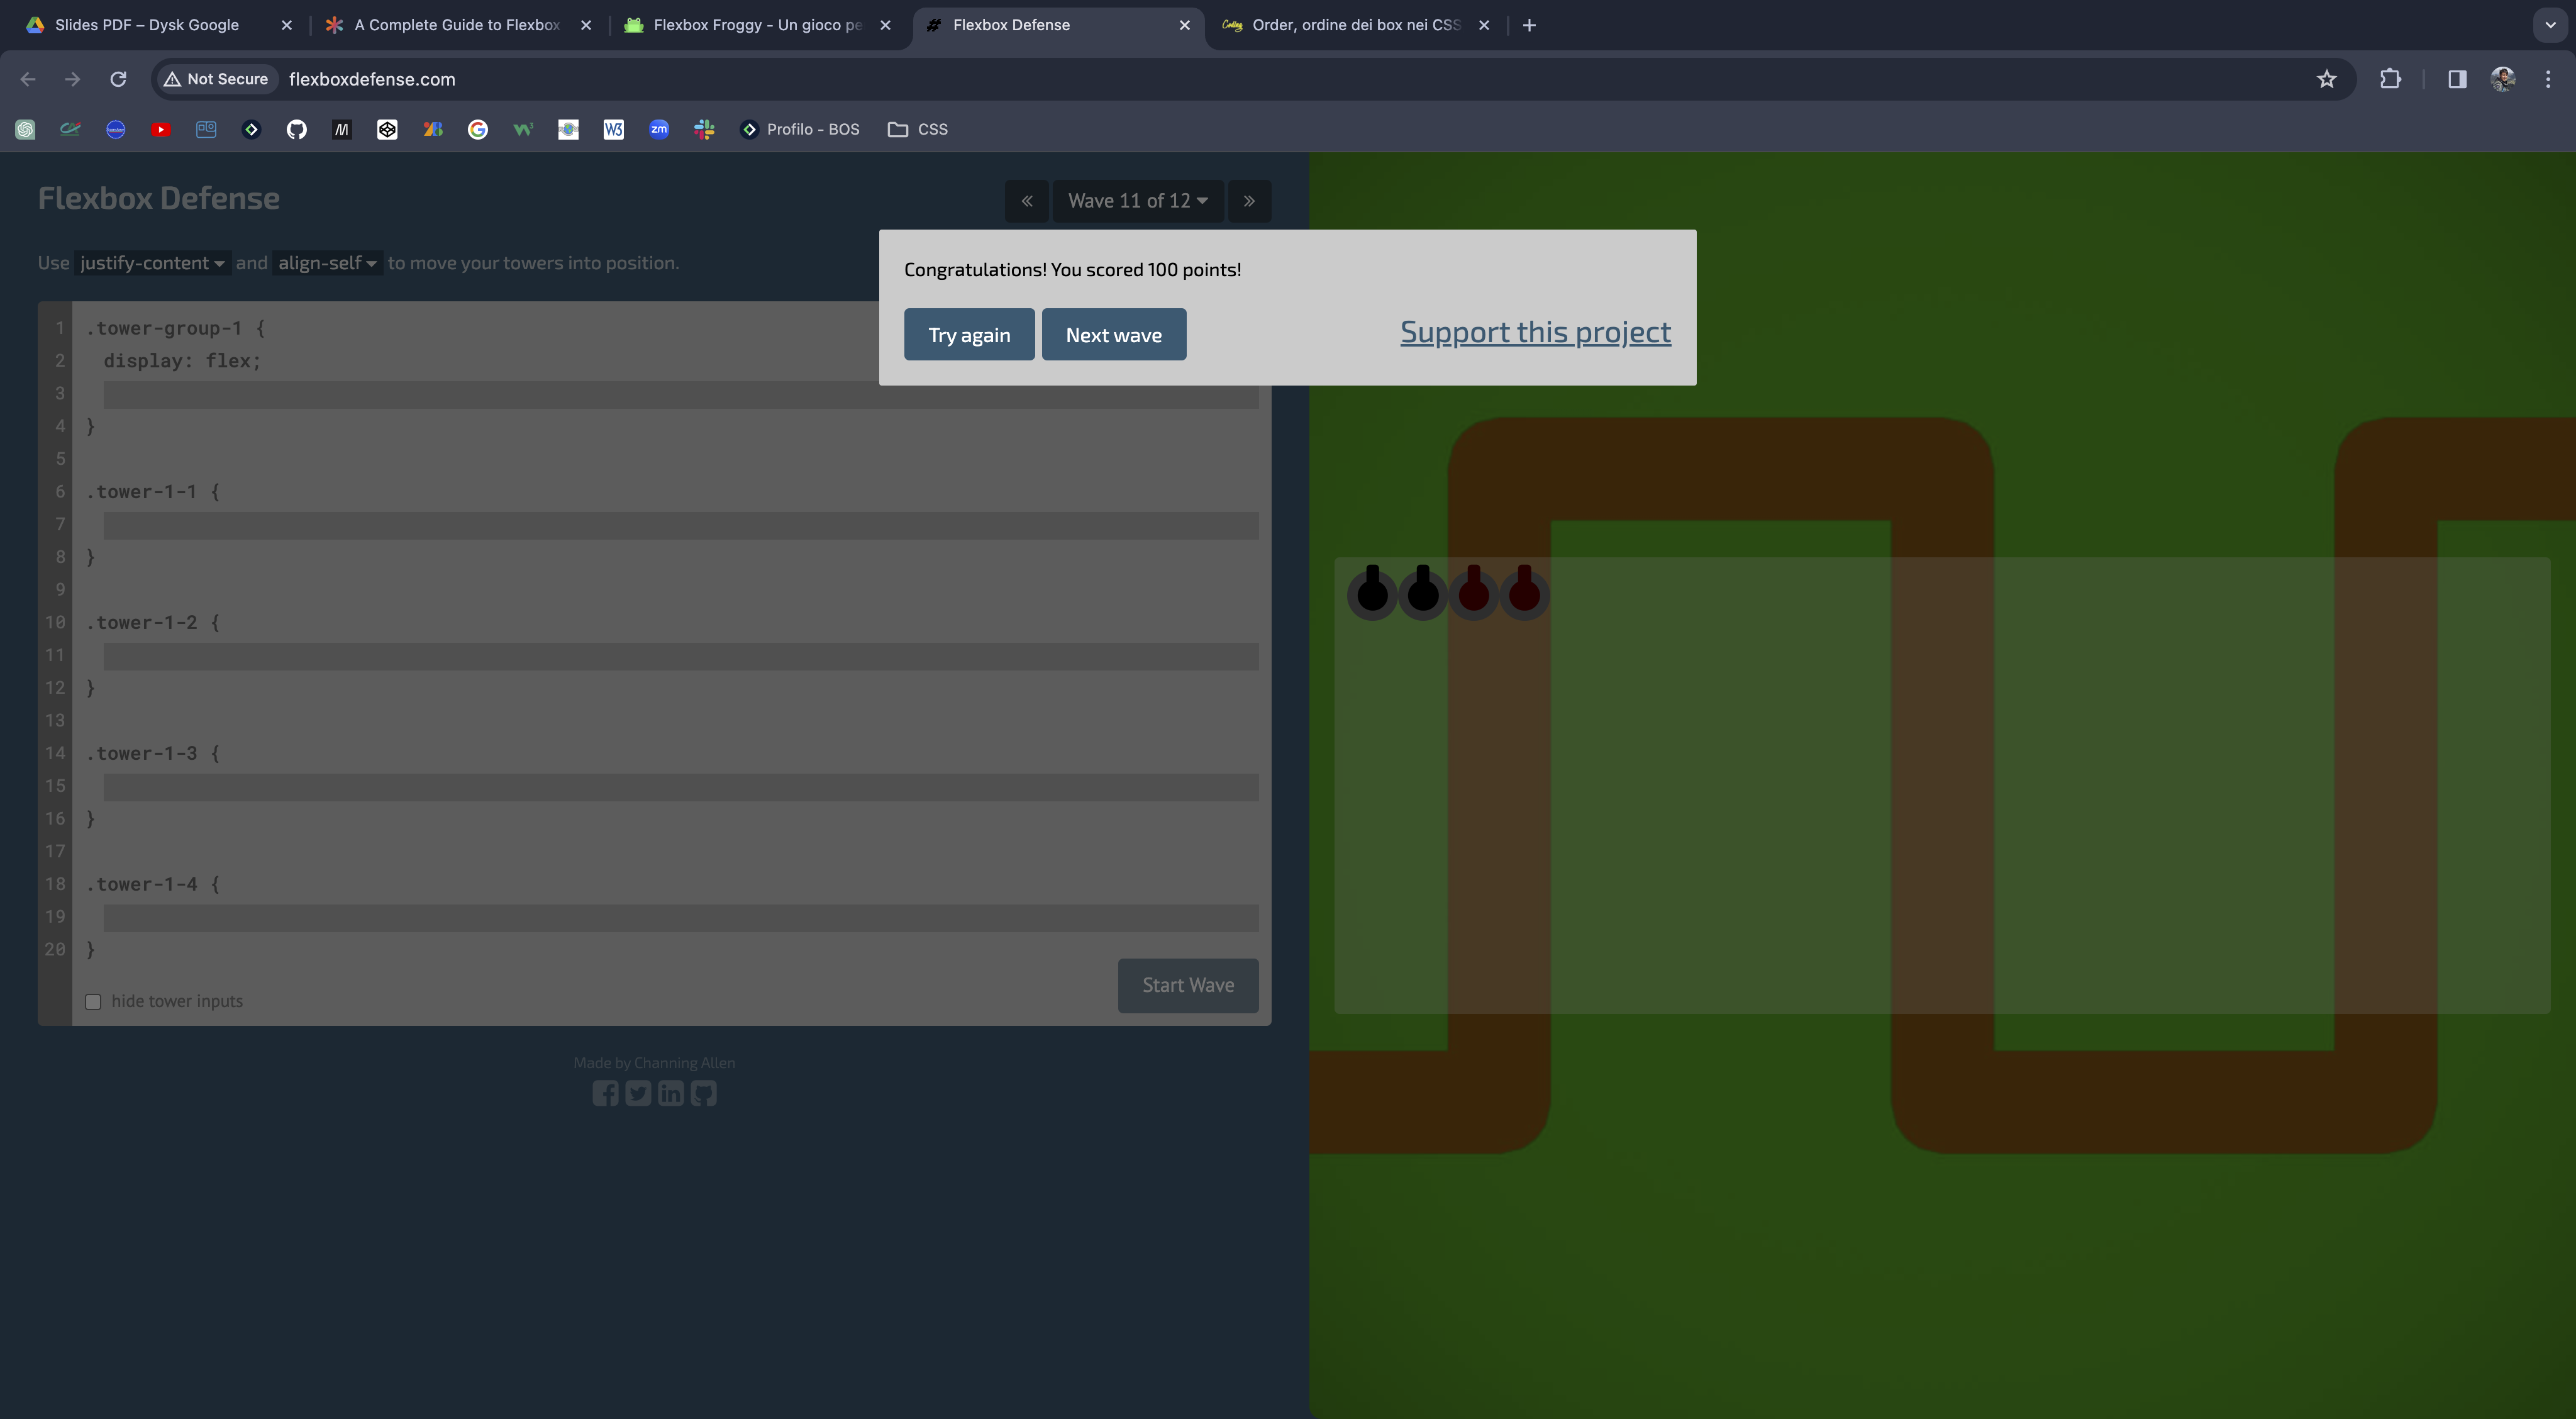 Slides PDF – Dysk Google
A Complete Guide to Flexbox
Flexbox Froggy - Un gioco pe
Flexbox Defense
Order, ordine dei box nei CSS
Not Secure
flexboxdefense.com
W3
zm
Profilo - BOS
CSS
Flexbox Defense
Wave 11 of 12
Use justify-content and align-self to move your towers into position.
Congratulations! You scored 100 points!
Try again
Next wave
Support this project
1 .tower-group-1 {
2 display: flex;
3
4 }
5
6 .tower-1-1 {
7
8 }
9
10 .tower-1-2 {
11
12 }
13
14 .tower-1-3 {
15
16 }
17
18 .tower-1-4 {
19
20 }
hide tower inputs
Start Wave
Made by Channing Allen